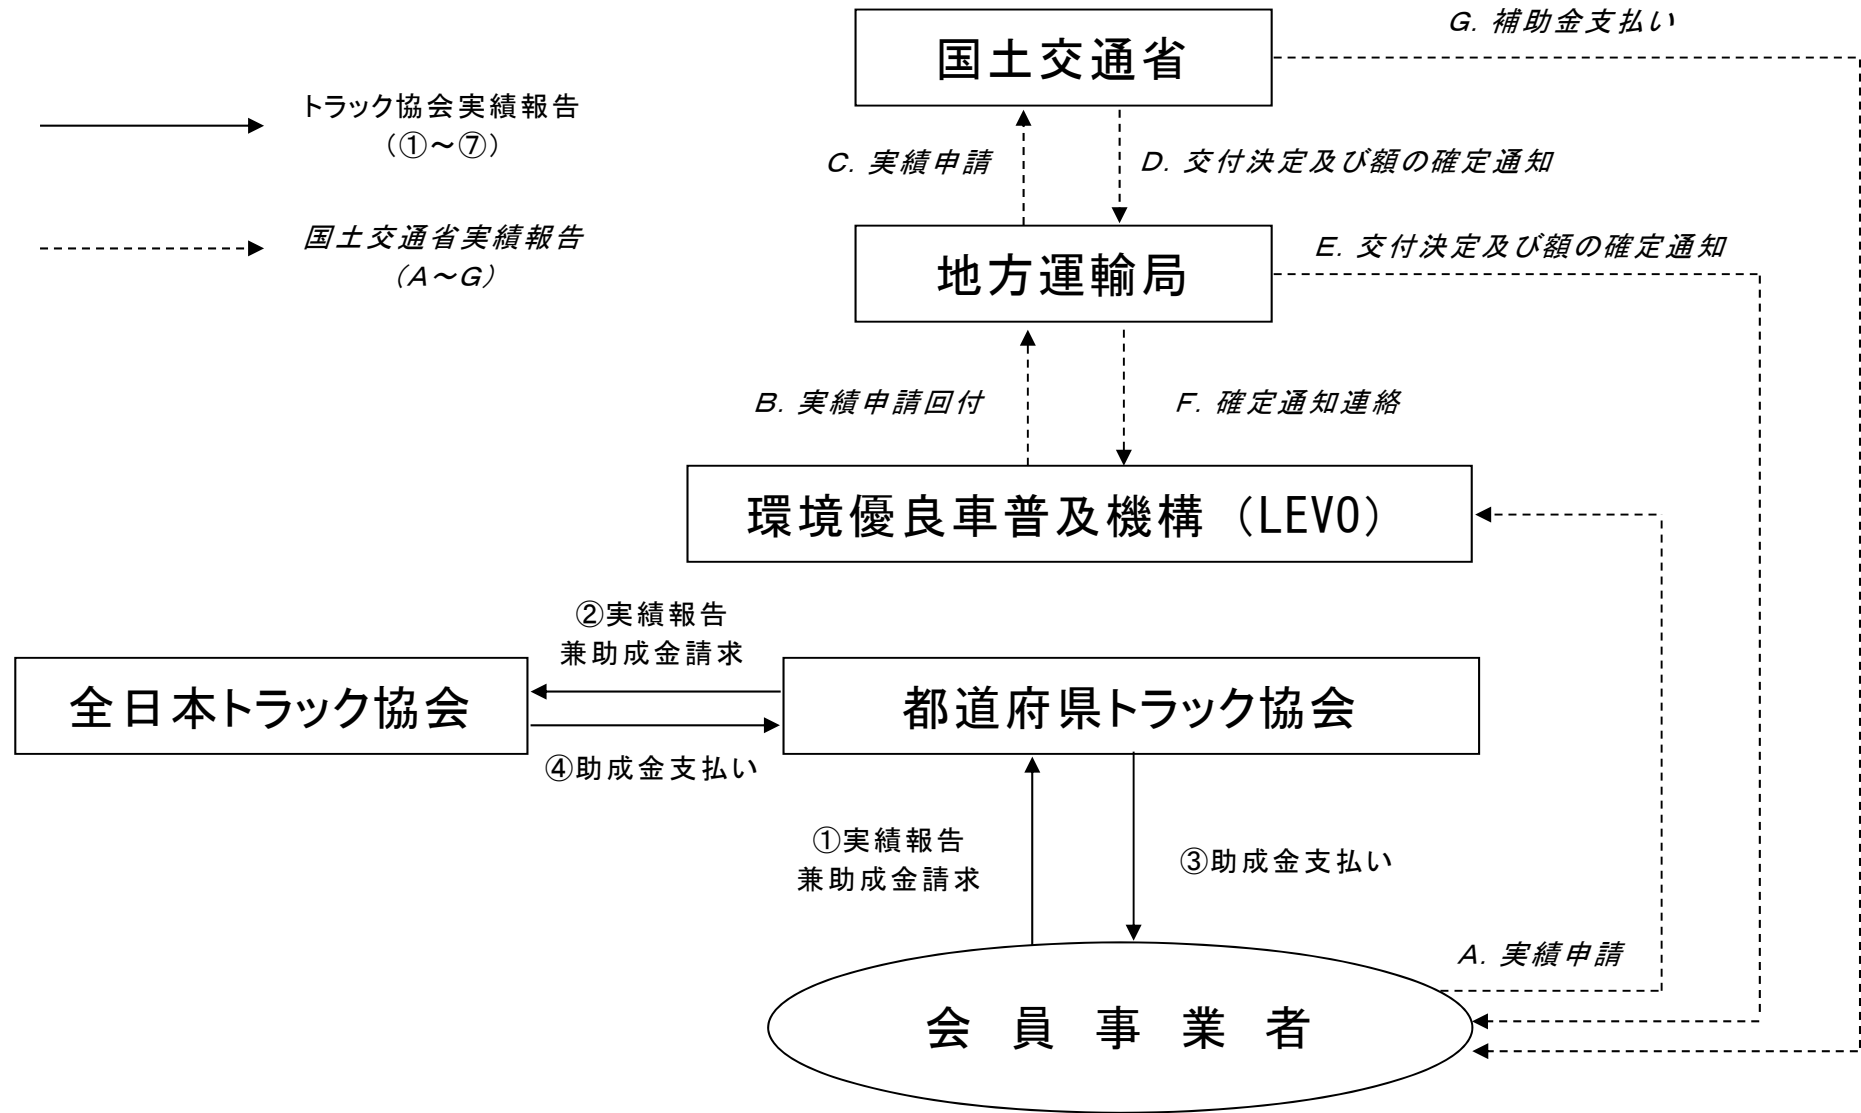 国土交通省
G. 補助金支払い
トラック協会実績報告
（①～⑦）
C. 実績申請
D. 交付決定及び額の確定通知
国土交通省実績報告
（A～G）
地方運輸局
E. 交付決定及び額の確定通知
B. 実績申請回付
F. 確定通知連絡
環境優良車普及機構（LEVO）
②実績報告
兼助成金請求
全日本トラック協会
都道府県トラック協会
④助成金支払い
①実績報告
兼助成金請求
③助成金支払い
A. 実績申請
会員事業者